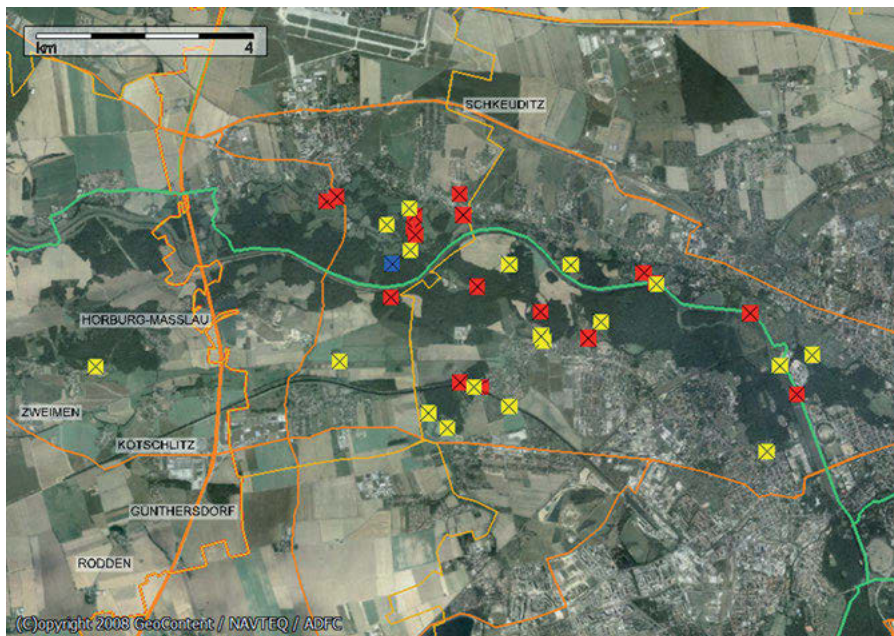 km 4
SCHKEUDITZ
HORBURG-MASSLAU
ZWEIMEN
KÖTSCHLITZ
GÜNTHERSDORF
RODDEN
(C)opyright 2008 GeoContent / NAVTEQ / ADFC